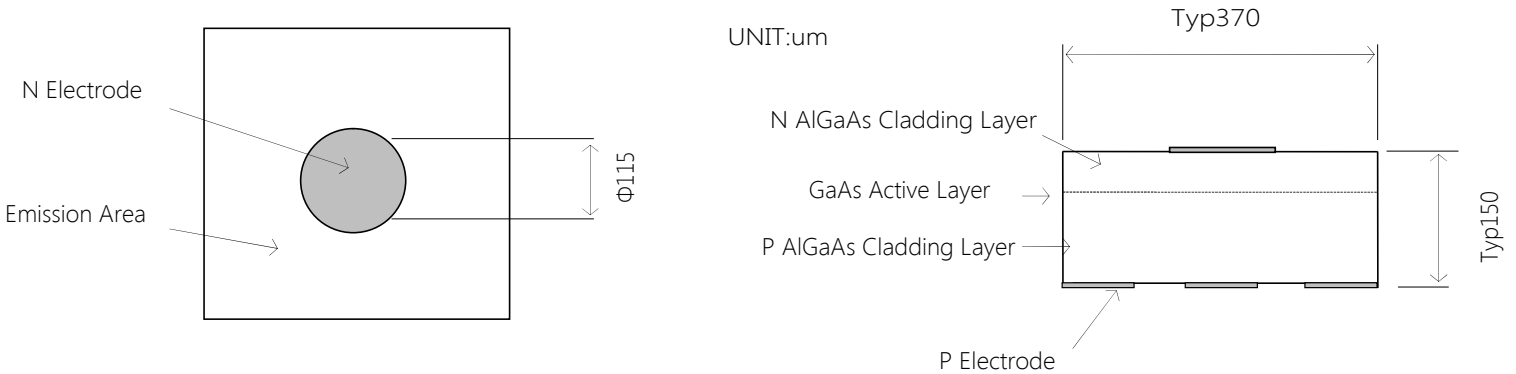 N Electrode
Emission Area
Φ115
UNIT:um
Typ370
N AlGaAs Cladding Layer
GaAs Active Layer
P AlGaAs Cladding Layer
P Electrode
Typ150